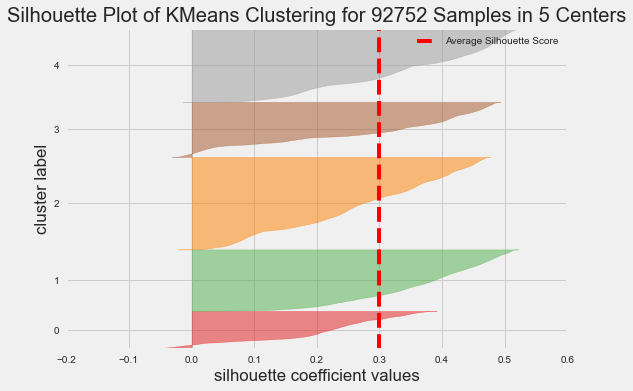 Silhouette Plot of KMeans Clustering for 92752 Samples in 5 Centers
Average Silhouette Score
4
3
2
1
0
cluster label
−0.2 −0.1 0.0 0.1 0.2 0.3 0.4 0.5 0.6
silhouette coefficient values